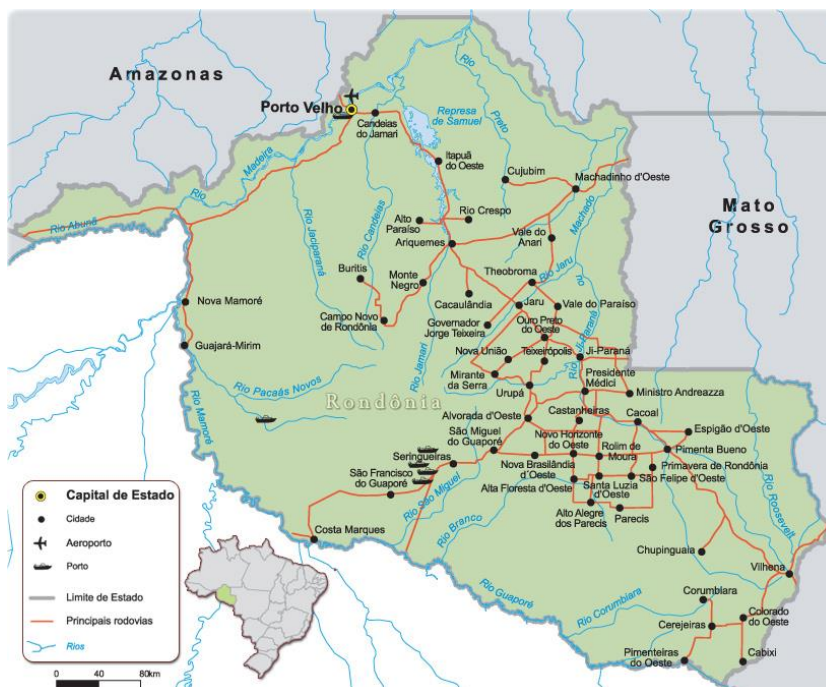 Amazonas
Mato
Grosso
Rondônia
Porto Velho
Candeias
do Jamari
Represa
de Samuel
Rio Preto
Itapuã
do Oeste
Cujubim
Machadinho d'Oeste
Rio Madeira
Rio Abunã
Rio Jaciparaná
Rio Candeias
Alto
Paraíso
Rio Crespo
Ariquemes
Vale do
Anari
Machado
ou
Rio Ji-Paraná
Buritis
Monte
Negro
Theobroma
Rio Jaru
Nova Mamoré
Campo Novo
de Rondônia
Cacaulândia
Jaru
Vale do Paraíso
Governador
Jorge Teixeira
Ouro Preto
do Oeste
Guajará-Mirim
Rio Jamari
Nova União
Teixeirópolis
Ji-Paraná
Mirante
da Serra
Presidente
Médici
Urupá
Ministro Andreazza
Rio Pacaás Novos
Rio Mamoré
Alvorada d'Oeste
Castanheiras
Cacoal
São Miguel
do Guaporé
Novo Horizonte
do Oeste
Rolim de
Moura
Espigão d'Oeste
Pimenta Bueno
Seringueiras
Nova Brasilândia
d´Oeste
Primavera de Rondônia
São Francisco
do Guaporé
Alta Floresta d'Oeste
Santa Luzia
d'Oeste
São Felipe d'Oeste
Rio São Miguel
Rio Branco
Alto Alegre
dos Parecis
Parecis
Rio Roosevelt
Costa Marques
Chupinguaia
Vilhena
Rio Guaporé
Rio Corumbiara
Corumbiara
Colorado
do Oeste
Cerejeiras
Pimenteiras
do Oeste
Cabixi
Capital de Estado
Cidade
Aeroporto
Porto
Limite de Estado
Principais rodovias
Rios
0 40 80km